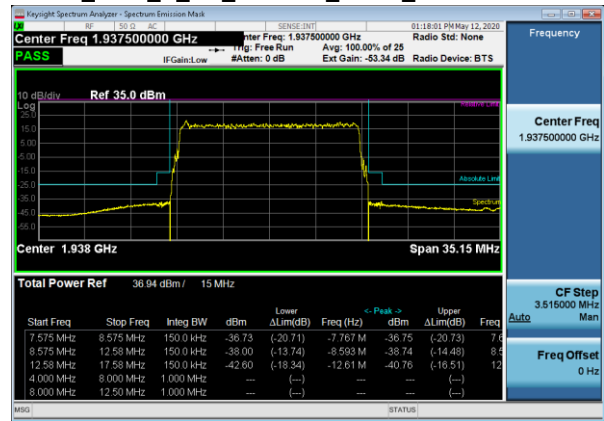 Keysight Spectrum Analyzer - Spectrum Emission Mask
RF 50 Ω AC SENSE:INT 01:18:01 PM May 12, 2020
Center Freq 1.937500000 GHz
Center Freq: 1.937500000 GHz Radio Std: None
PASS
Trig: Free Run Avg: 100.00% of 25
IFGain:Low #Atten: 0 dB Ext Gain: -53.34 dB Radio Device: BTS
Frequency
10 dB/div Ref 35.0 dBm
Log
Relative Limit
25.0
15.0
5.00
-5.00
-15.0
Absolute Limit
-25.0
-35.0
Spectrum
-45.0
-55.0
Center 1.938 GHz Span 35.15 MHz
Center Freq
1.937500000 GHz
Total Power Ref 36.94 dBm / 15 MHz
Lower <- Peak -> Upper
Start Freq Stop Freq Integ BW dBm ΔLim(dB) Freq (Hz) dBm ΔLim(dB) Freq
7.575 MHz 8.575 MHz 150.0 kHz -36.73 (-20.71) -7.767 M -36.75 (-20.73) 7.6
8.575 MHz 12.58 MHz 150.0 kHz -38.00 (-13.74) -8.593 M -38.74 (-14.48) 8.5
12.58 MHz 17.58 MHz 150.0 kHz -42.60 (-18.34) -12.61 M -40.76 (-16.51) 12
4.000 MHz 8.000 MHz 1.000 MHz --- (---) --- (---)
8.000 MHz 12.50 MHz 1.000 MHz --- (---) --- (---)
CF Step
3.515000 MHz
Auto Man
Freq Offset
0 Hz
MSG STATUS